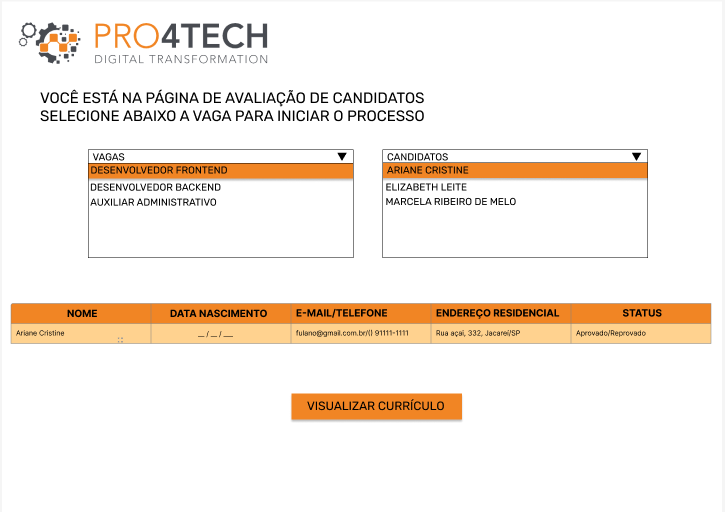 PRO4TECH
DIGITAL TRANSFORMATION
VOCÊ ESTÁ NA PÁGINA DE AVALIAÇÃO DE CANDIDATOS
SELECIONE ABAIXO A VAGA PARA INICIAR O PROCESSO
VAGAS
DESENVOLVEDOR FRONTEND
DESENVOLVEDOR BACKEND
AUXILIAR ADMINISTRATIVO
CANDIDATOS
ARIANE CRISTINE
ELIZABETH LEITE
MARCELA RIBEIRO DE MELO
NOME DATA NASCIMENTO E-MAIL/TELEFONE ENDEREÇO RESIDENCIAL STATUS
Ariane Cristine __ / __ / ___ fulano@gmail.com.br/() 91111-1111 Rua açaí, 332, Jacareí/SP Aprovado/Reprovado
VISUALIZAR CURRÍCULO